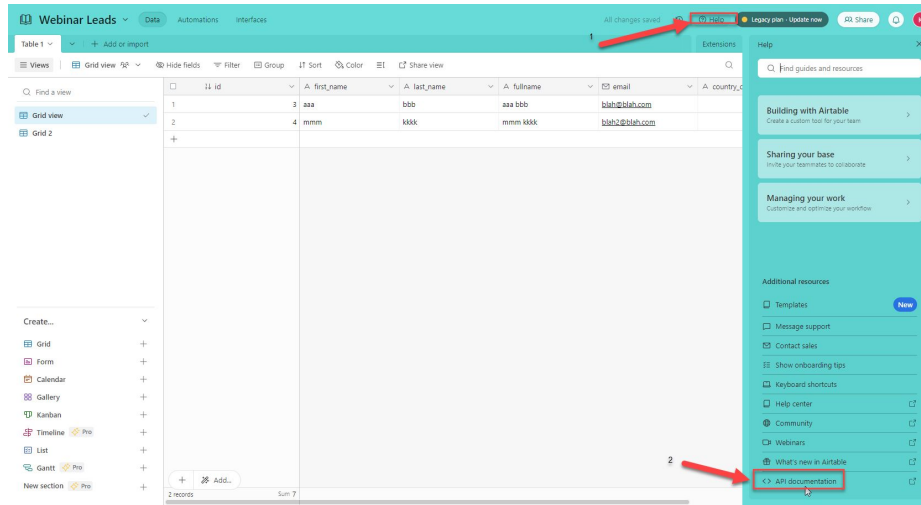 Webinar Leads Data Automations Interfaces All changes saved Help Legacy plan - Update now Share
1
Table 1 + Add or import Extensions Help
Views Grid view Hide fields Filter Group Sort Color Share view
Find a view
Grid view
Grid 2
id A first_name A last_name A fullname email A
1 3 aaa bbb aaa bbb blah@blah.com
2 4 mmm kkkk mmm kkkk blah2@blah.com
+
Find guides and resources
Building with Airtable
Create a custom tool for your team
Sharing your base
Invite your teammates to collaborate
Managing your work
Customize and optimize your workflow
Additional resources
Templates New
Message support
Contact sales
Show onboarding tips
Keyboard shortcuts
Help center
Community
Webinars
What's new in Airtable
2
<> API documentation
Create...
Grid +
Form +
Calendar +
Gallery +
Kanban +
Timeline Pro +
List +
Gantt Pro +
New section Pro +
+ Add...
2 records Sum 7